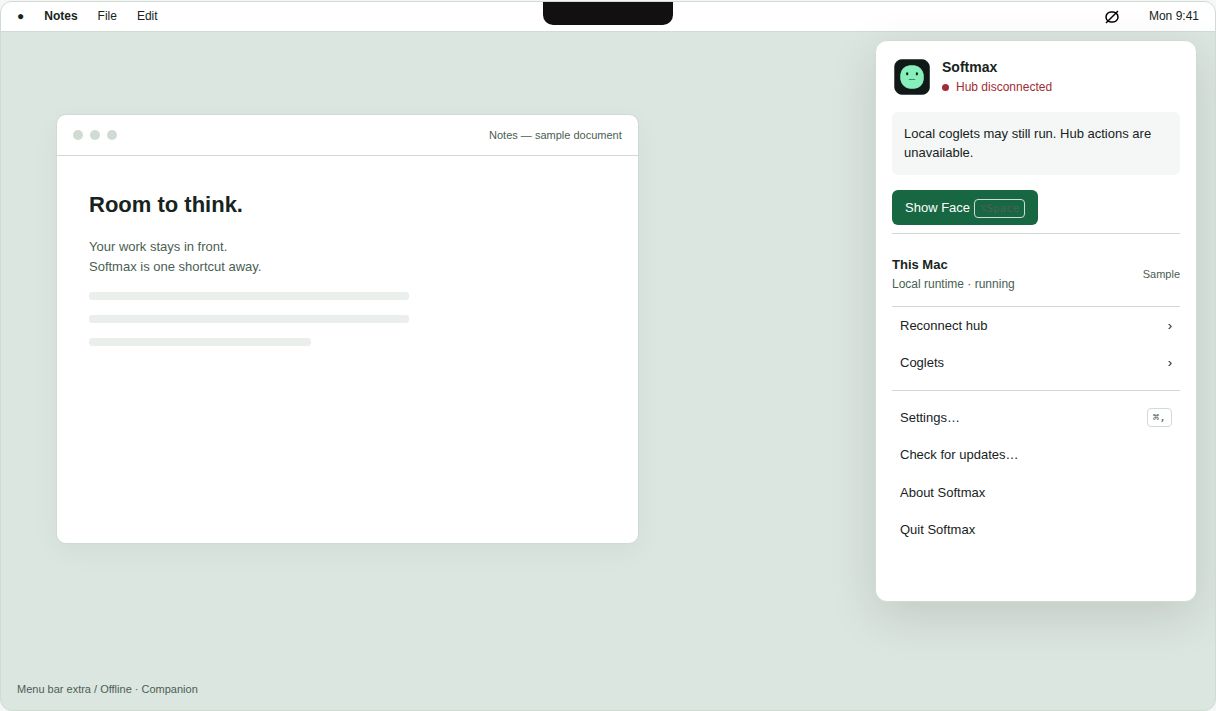 Notes File Edit
Mon 9:41
Notes — sample document
Room to think.
Your work stays in front.
Softmax is one shortcut away.
Softmax
Hub disconnected
Local coglets may still run. Hub actions are
unavailable.
Show Face ⌥Space
This Mac
Local runtime · running
Sample
Reconnect hub ›
Coglets ›
Settings… ⌘,
Check for updates…
About Softmax
Quit Softmax
Menu bar extra / Offline · Companion